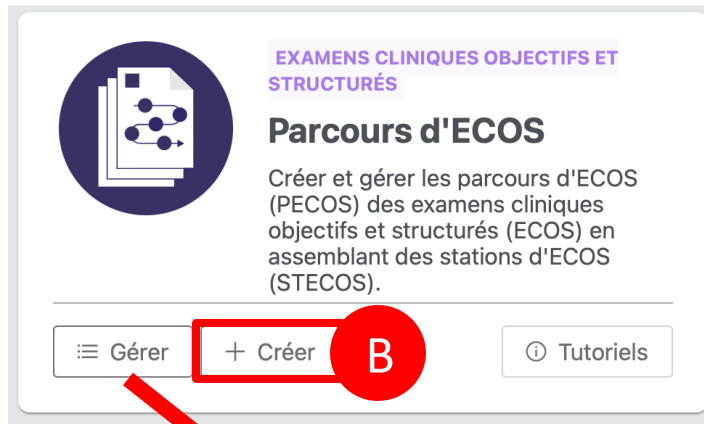 EXAMENS CLINIQUES OBJECTIFS ET
STRUCTURÉS
Parcours d'ECOS
Créer et gérer les parcours d'ECOS
(PECOS) des examens cliniques
objectifs et structurés (ECOS) en
assemblant des stations d'ECOS
(STECOS).
Gérer
+ Créer
B
Tutoriels